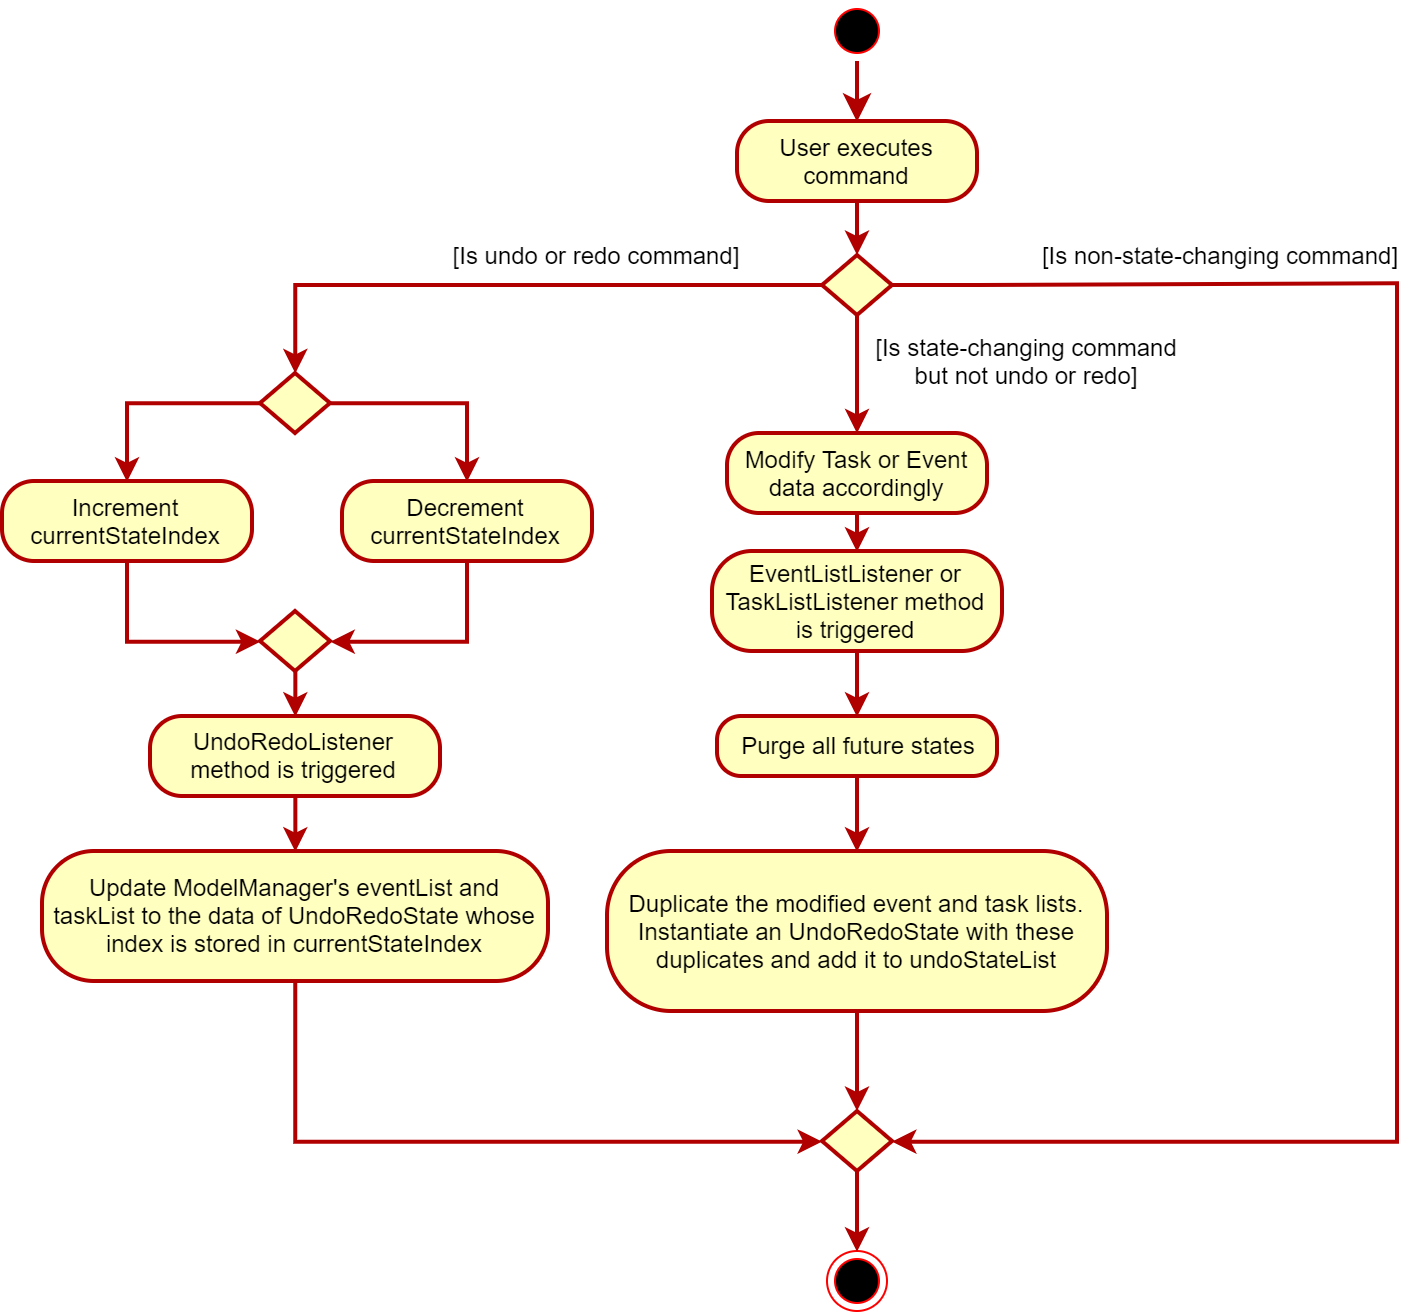 User executes
command
[Is undo or redo command]
[Is non-state-changing command]
[Is state-changing command
but not undo or redo]
Increment
currentStateIndex
Decrement
currentStateIndex
Modify Task or Event
data accordingly
EventListListener or
TaskListListener method
is triggered
UndoRedoListener
method is triggered
Purge all future states
Update ModelManager's eventList and
taskList to the data of UndoRedoState whose
index is stored in currentStateIndex
Duplicate the modified event and task lists.
Instantiate an UndoRedoState with these
duplicates and add it to undoStateList